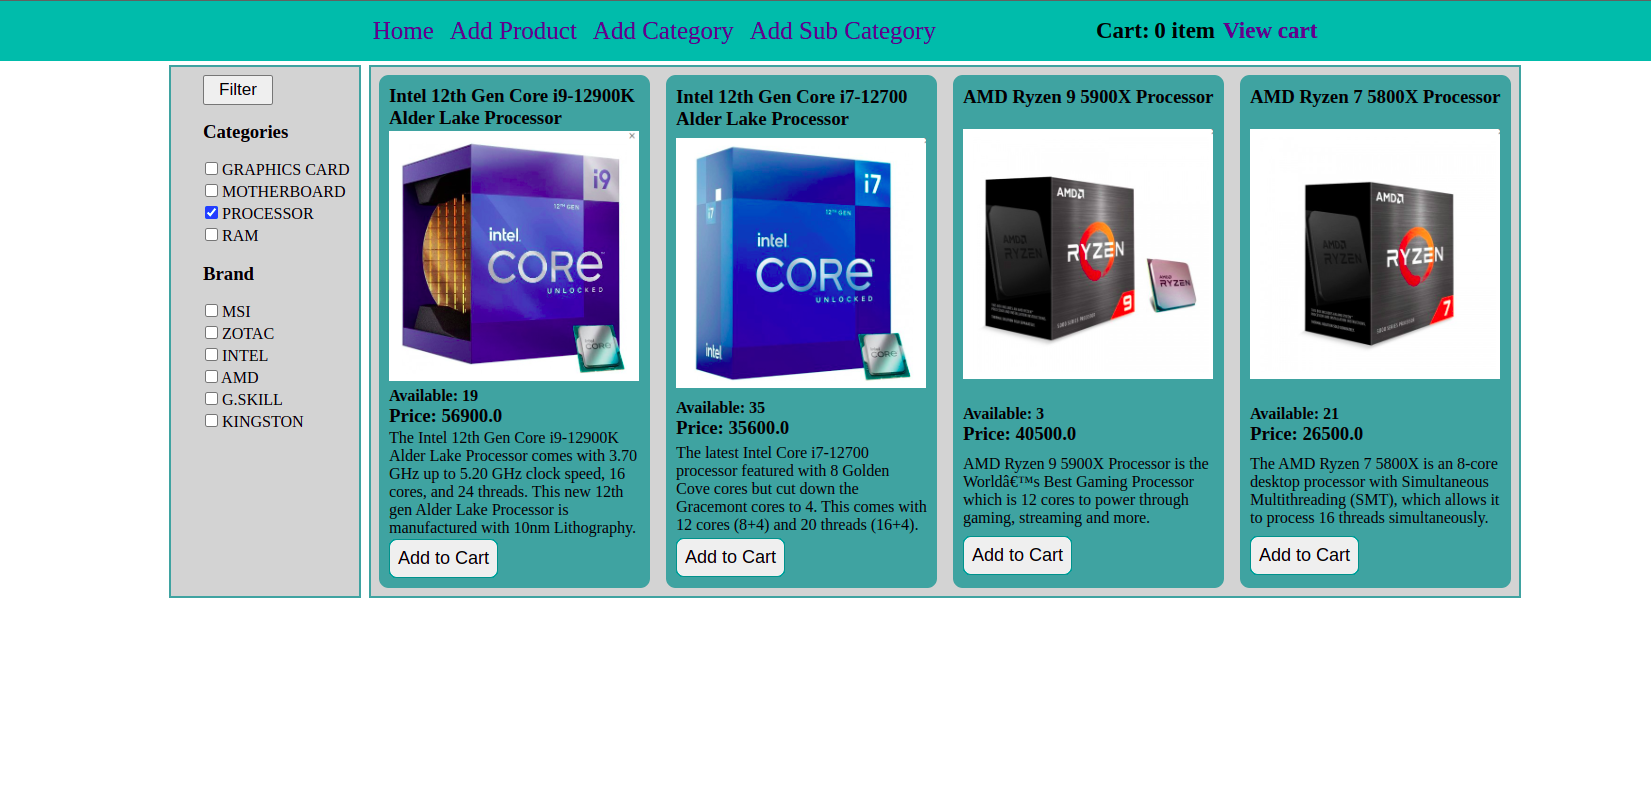 Home Add Product Add Category Add Sub Category Cart: 0 item View cart
Filter
Categories
GRAPHICS CARD
MOTHERBOARD
PROCESSOR
RAM
Brand
MSI
ZOTAC
INTEL
AMD
G.SKILL
KINGSTON
Intel 12th Gen Core i9-12900K
Alder Lake Processor
i9
12TH GEN
intel.
CORE
UNLOCKED
intel
CORE
Available: 19
Price: 56900.0
The Intel 12th Gen Core i9-12900K
Alder Lake Processor comes with 3.70
GHz up to 5.20 GHz clock speed, 16
cores, and 24 threads. This new 12th
gen Alder Lake Processor is
manufactured with 10nm Lithography.
Add to Cart
Intel 12th Gen Core i7-12700
Alder Lake Processor
i7
i7
12TH GEN
intel.
CORE
UNLOCKED
intel
intel
CORE
Available: 35
Price: 35600.0
The latest Intel Core i7-12700
processor featured with 8 Golden
Cove cores but cut down the
Gracemont cores to 4. This comes with
12 cores (8+4) and 20 threads (16+4).
Add to Cart
AMD Ryzen 9 5900X Processor
AMD
AMD
RYZEN
RYZEN
9
AMD
RYZEN
Available: 3
Price: 40500.0
AMD Ryzen 9 5900X Processor is the
Worldâ€™s Best Gaming Processor
which is 12 cores to power through
gaming, streaming and more.
Add to Cart
AMD Ryzen 7 5800X Processor
AMD
AMD
RYZEN
RYZEN
7
Available: 21
Price: 26500.0
The AMD Ryzen 7 5800X is an 8-core
desktop processor with Simultaneous
Multithreading (SMT), which allows it
to process 16 threads simultaneously.
Add to Cart